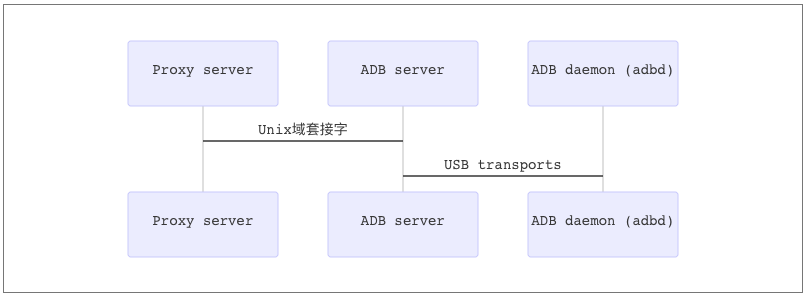 Proxy server
ADB server
ADB daemon (adbd)
Unix域套接字
USB transports
Proxy server
ADB server
ADB daemon (adbd)